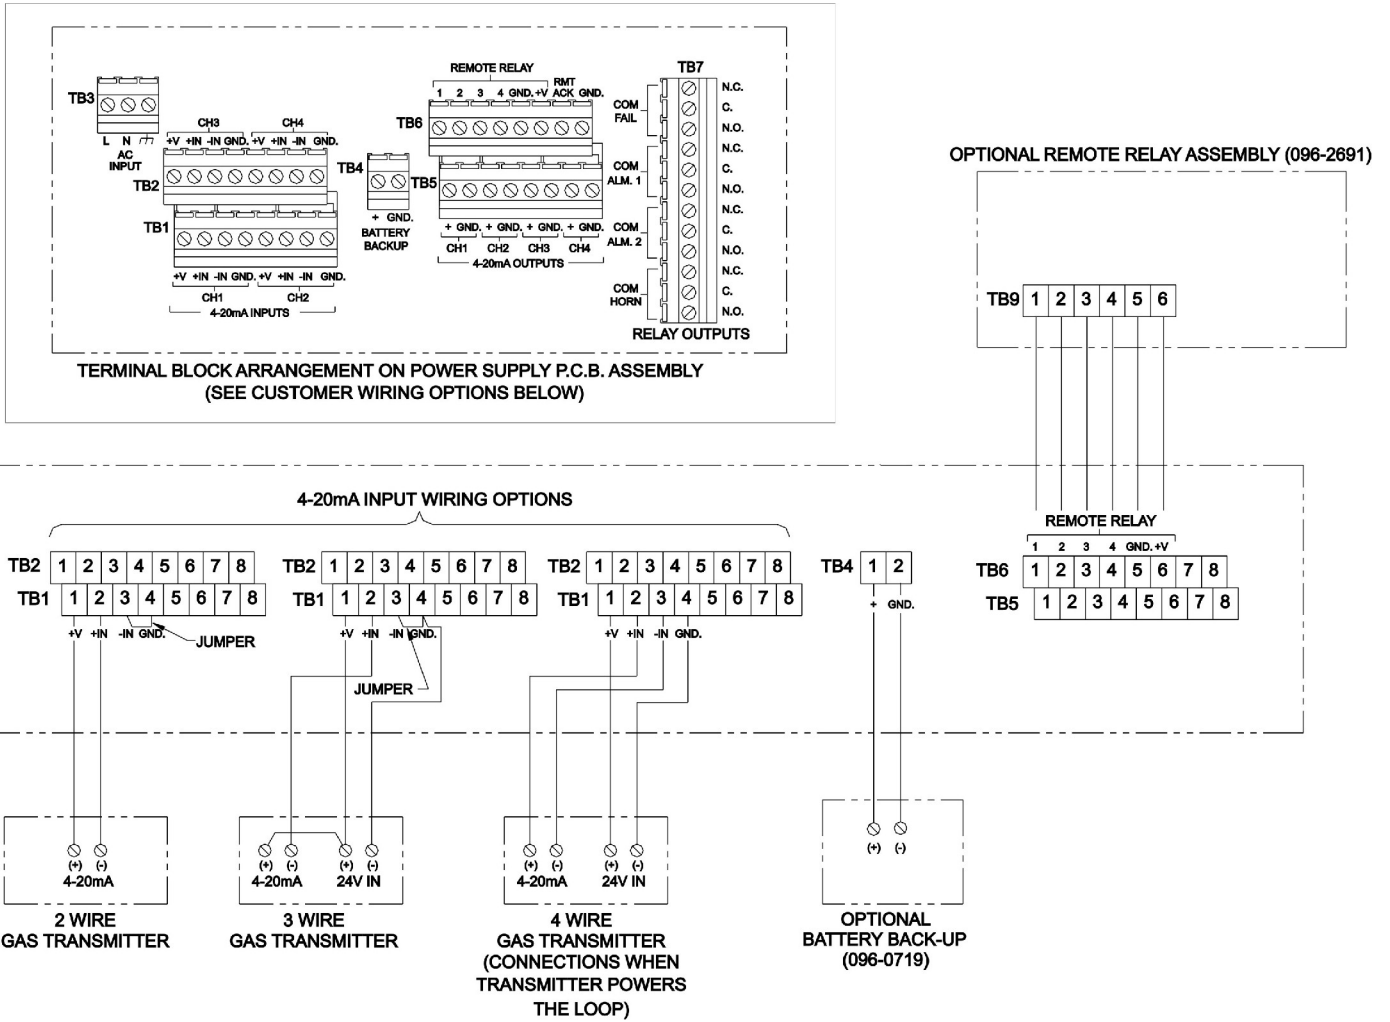 REMOTE RELAY
1 2 3 4 GND. +V RMT ACK GND.
TB7
TB3
L N
AC
INPUT
CH3 CH4
+V +IN -IN GND. +V +IN -IN GND.
TB2
TB1
+V +IN -IN GND. +V +IN -IN GND.
CH1 CH2
4-20mA INPUTS
TB4
+ GND.
BATTERY
BACKUP
TB6
TB5
+ GND. + GND. + GND. + GND.
CH1 CH2 CH3 CH4
4-20mA OUTPUTS
COM
FAIL
COM
ALM. 1
COM
ALM. 2
COM
HORN
N.C.
C.
N.O.
N.C.
C.
N.O.
N.C.
C.
N.O.
N.C.
C.
N.O.
RELAY OUTPUTS
TERMINAL BLOCK ARRANGEMENT ON POWER SUPPLY P.C.B. ASSEMBLY
(SEE CUSTOMER WIRING OPTIONS BELOW)
OPTIONAL REMOTE RELAY ASSEMBLY (096-2691)
TB9 1 2 3 4 5 6
4-20mA INPUT WIRING OPTIONS
TB2 1 2 3 4 5 6 7 8
TB1 1 2 3 4 5 6 7 8
+V +IN -IN GND.
JUMPER
TB2 1 2 3 4 5 6 7 8
TB1 1 2 3 4 5 6 7 8
+V +IN -IN GND.
JUMPER
TB2 1 2 3 4 5 6 7 8
TB1 1 2 3 4 5 6 7 8
+V +IN -IN GND.
TB4 1 2
+ GND.
REMOTE RELAY
1 2 3 4 GND. +V
TB6 1 2 3 4 5 6 7 8
TB5 1 2 3 4 5 6 7 8
(+) (-)
4-20mA
2 WIRE
GAS TRANSMITTER
(+) (-) (+) (-)
4-20mA 24V IN
3 WIRE
GAS TRANSMITTER
(+) (-) (+) (-)
4-20mA 24V IN
4 WIRE
GAS TRANSMITTER
(CONNECTIONS WHEN
TRANSMITTER POWERS
THE LOOP)
(+) (-)
OPTIONAL
BATTERY BACK-UP
(096-0719)